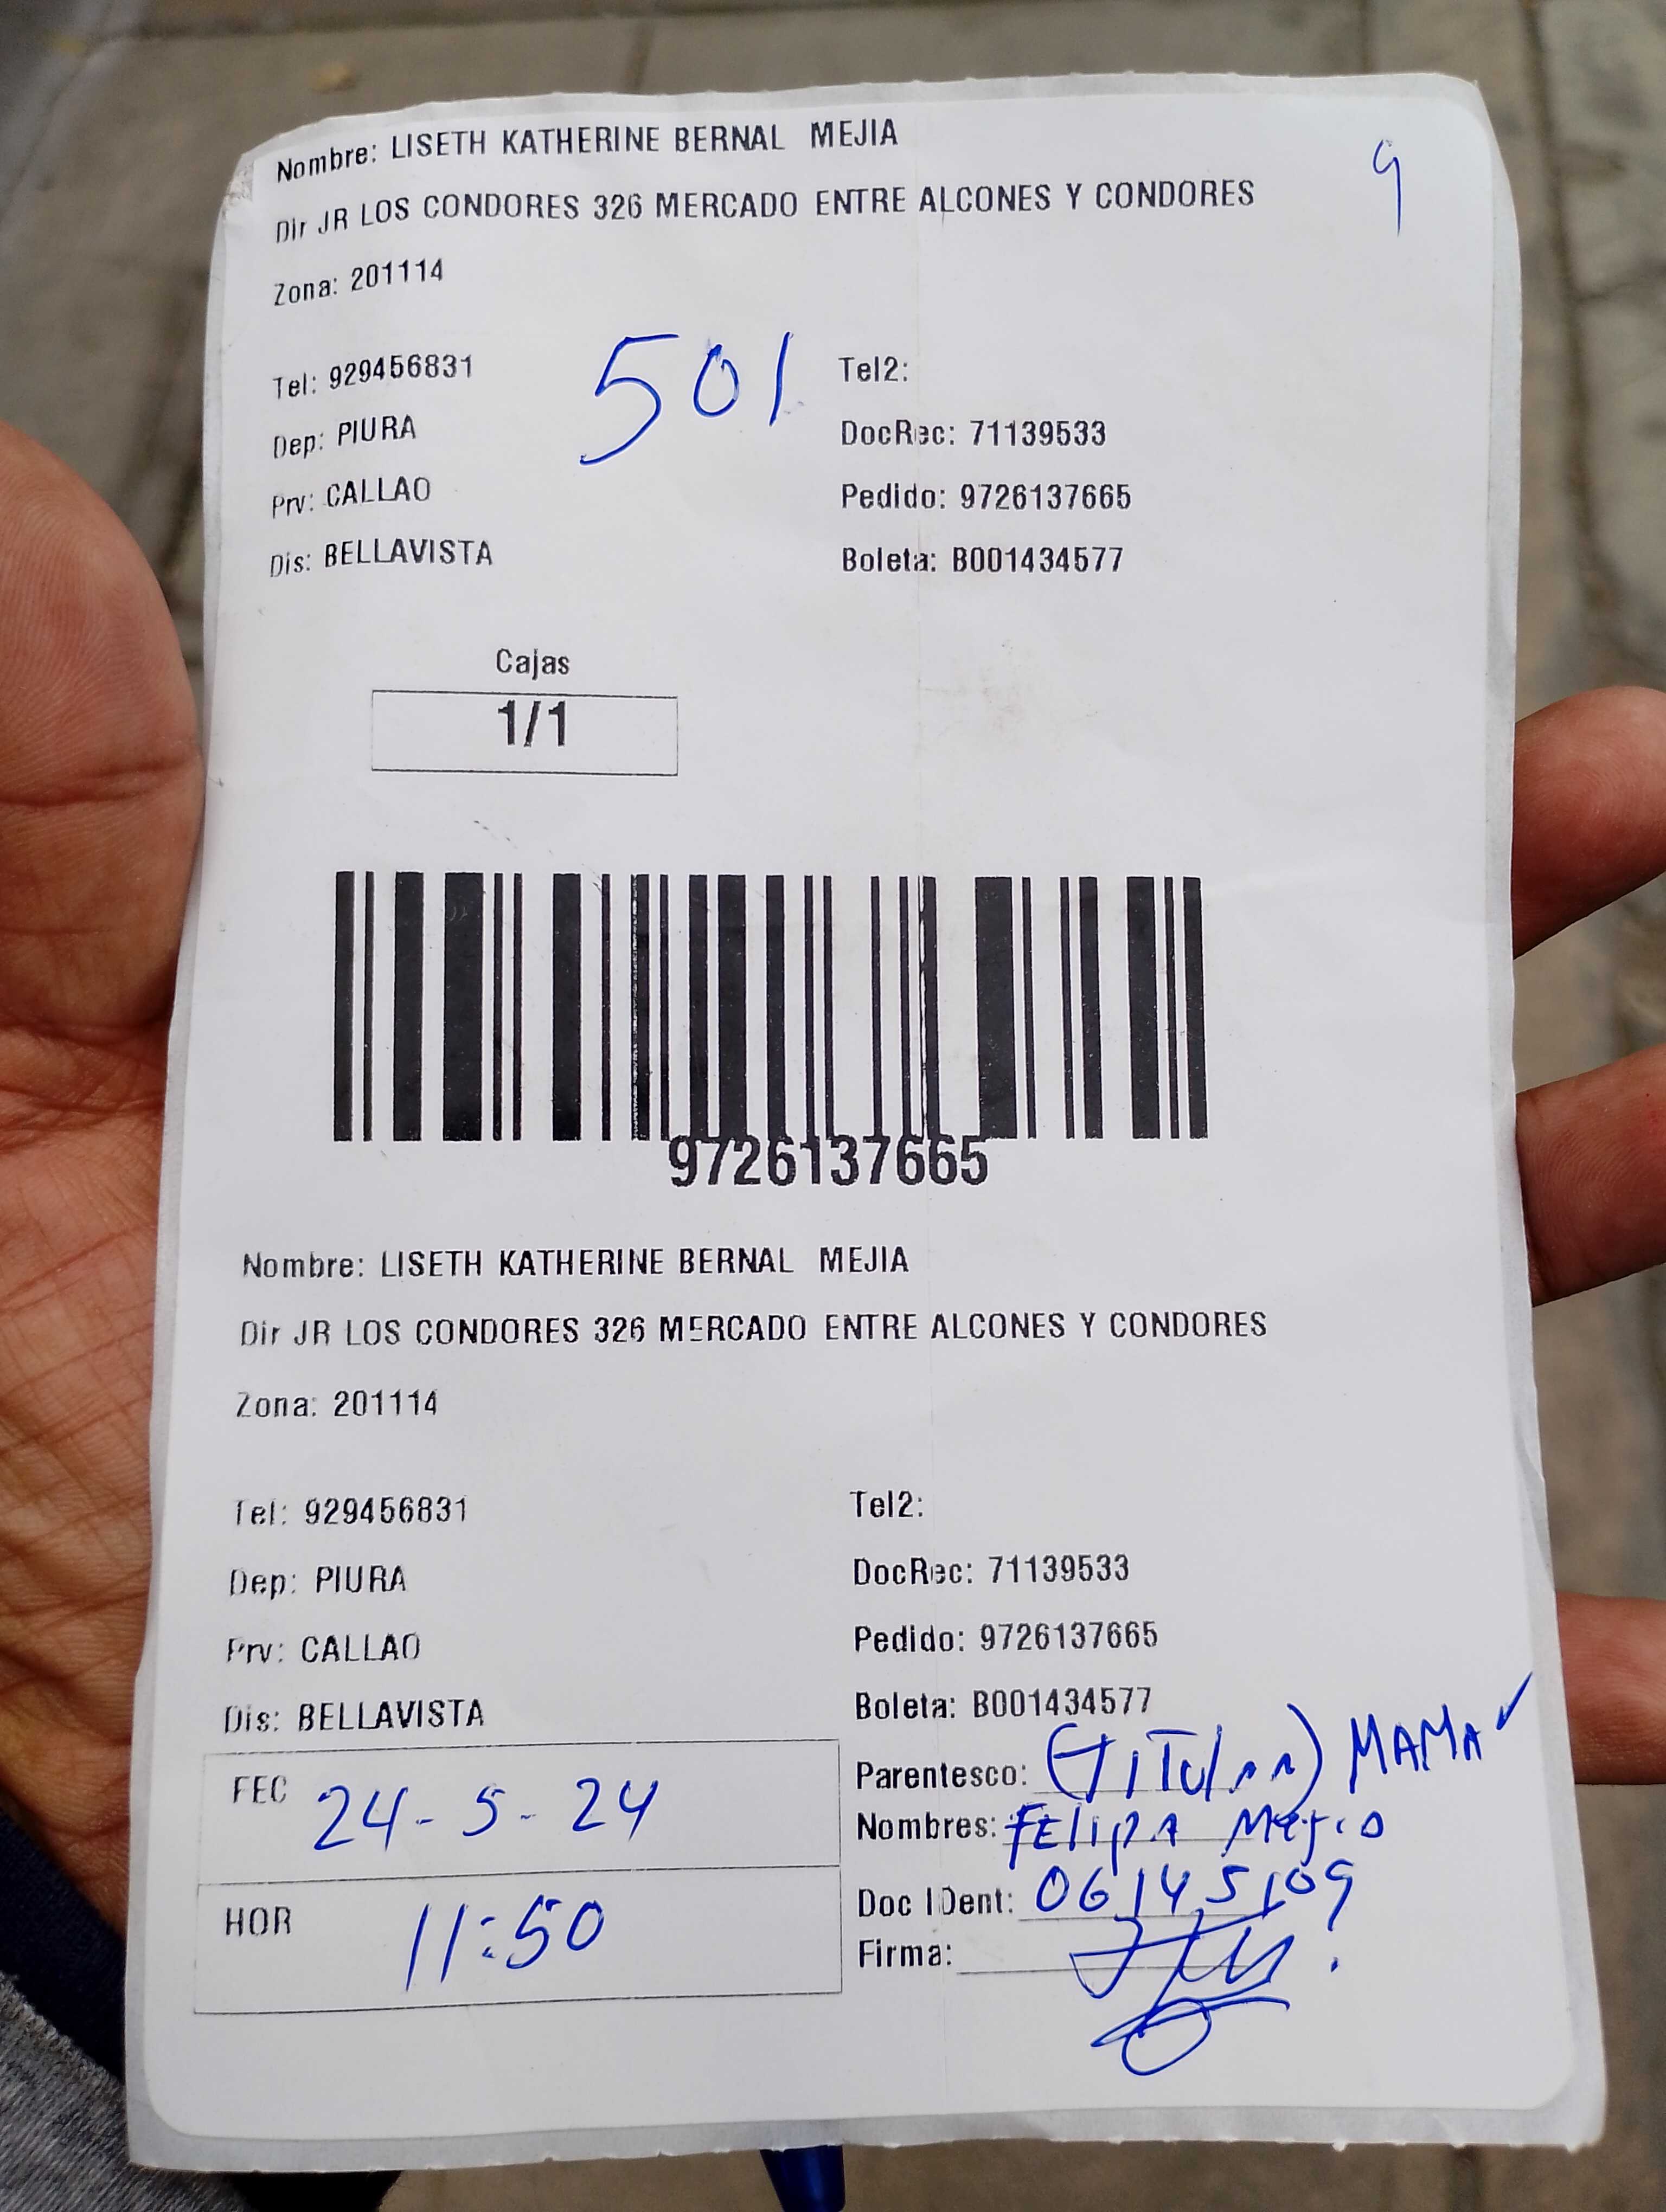 Nombre: LISETH KATHERINE BERNAL MEJIA
9
Dir JR LOS CONDORES 326 MERCADO ENTRE ALCONES Y CONDORES
Zona: 201114
501
Tel: 929456831 Tel2:
Dep: PIURA DocRec: 71139533
Prv: CALLAO Pedido: 9726137665
Dis: BELLAVISTA Boleta: B001434577
Cajas
1/1
9726137665
Nombre: LISETH KATHERINE BERNAL MEJIA
Dir JR LOS CONDORES 326 MERCADO ENTRE ALCONES Y CONDORES
Zona: 201114
Tel: 929456831 Tel2:
Dep: PIURA DocRec: 71139533
Prv: CALLAO Pedido: 9726137665
Dis: BELLAVISTA Boleta: B001434577
FEC 24-5-24 Parentesco: (TITULAR) MAMA
Nombres: FELIPA Mejia
HOR 11:50 Doc IDent: 06145109
Firma: